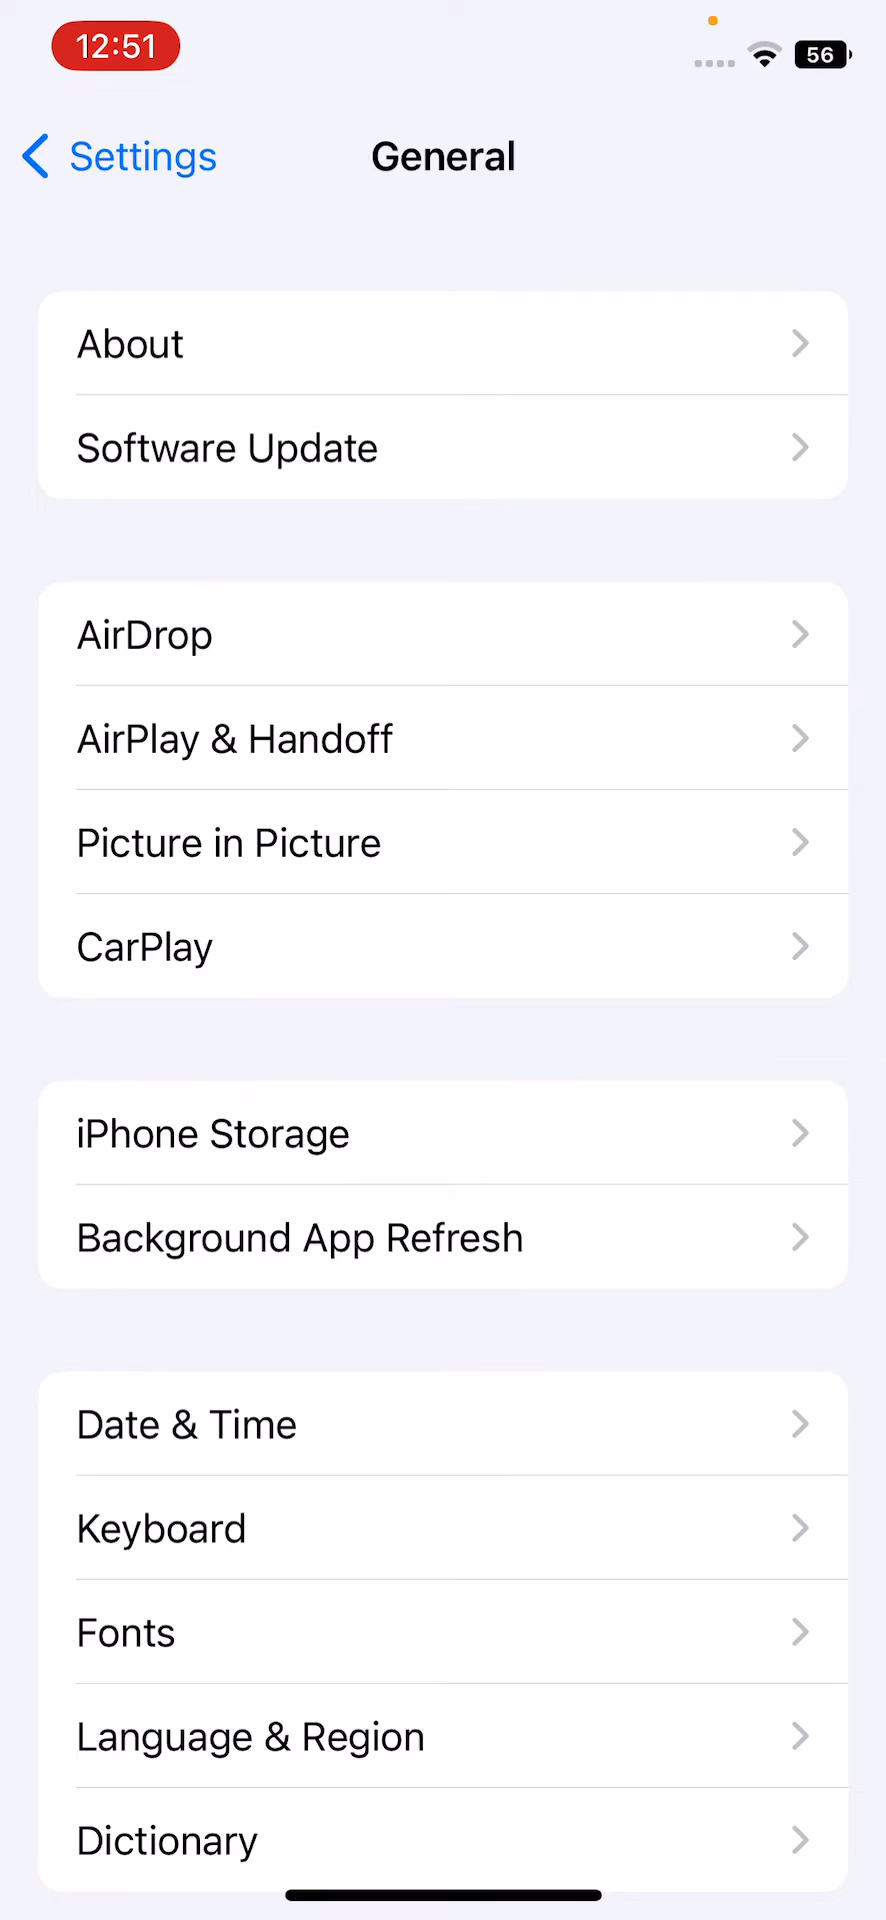 12:51
56
Settings
General
About
Software Update
AirDrop
AirPlay & Handoff
Picture in Picture
CarPlay
iPhone Storage
Background App Refresh
Date & Time
Keyboard
Fonts
Language & Region
Dictionary